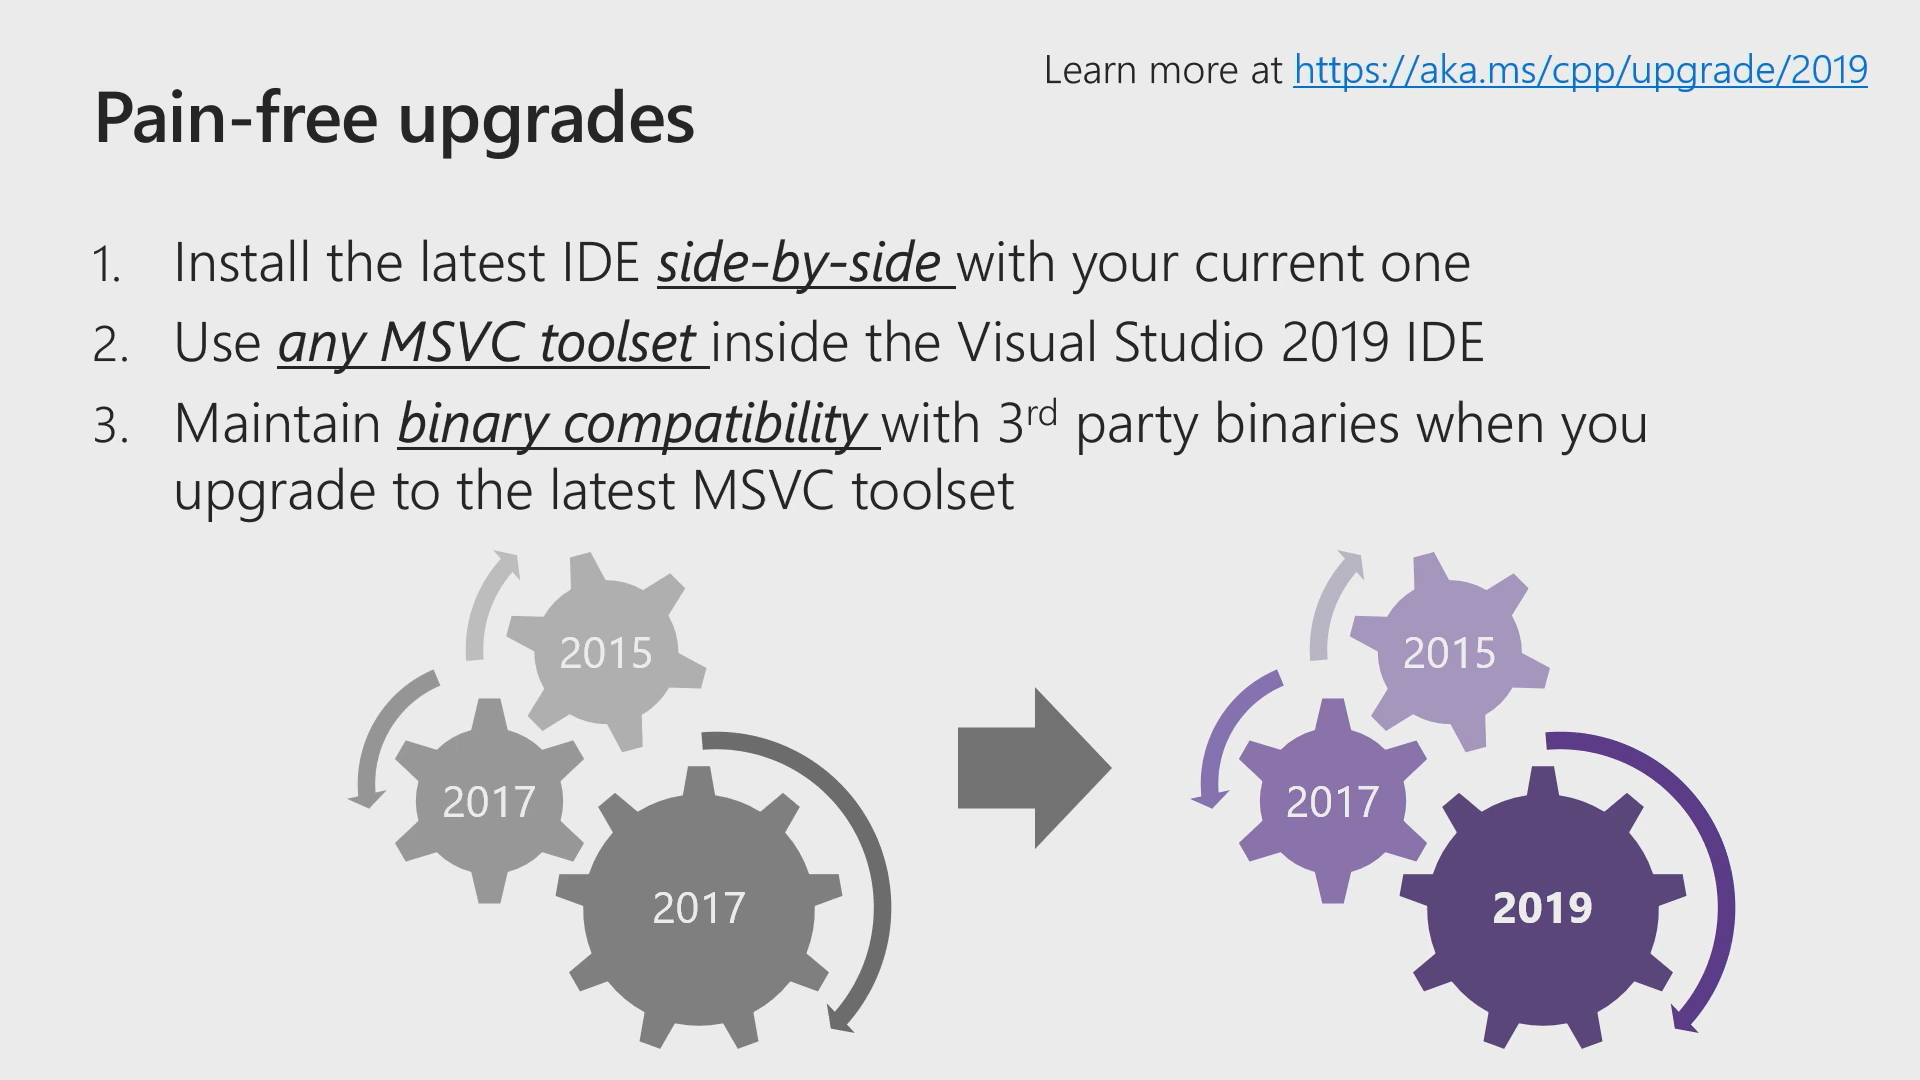 Learn more at https://aka.ms/cpp/upgrade/2019
Pain-free upgrades
1. Install the latest IDE side-by-side with your current one
2. Use any MSVC toolset inside the Visual Studio 2019 IDE
3. Maintain binary compatibility with 3rd party binaries when you
upgrade to the latest MSVC toolset
2015
2017
2017
2015
2017
2019